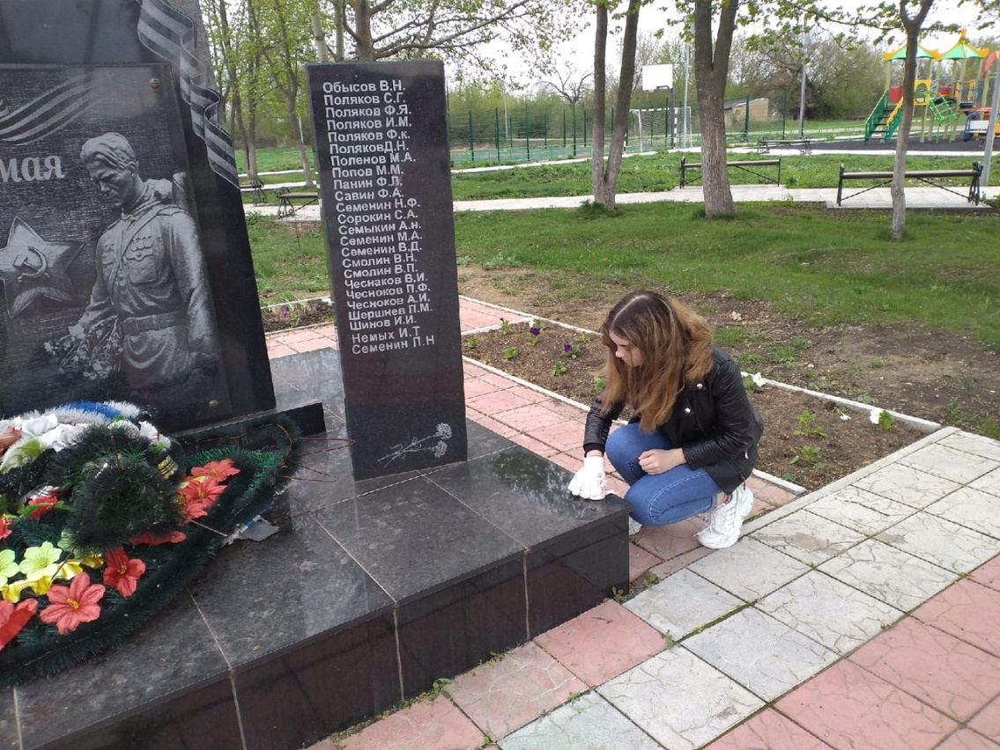 мая
Обысов В.Н.
Поляков С.Г.
Поляков Ф.Я.
Поляков И.М.
Поляков Ф.к.
ПоляковД.Н.
Поленов М.А.
Попов М.М.
Панин Ф.Л.
Савин Ф.А.
Семенин Н.Ф.
Сорокин С.А.
Семыкин А.н.
Семенин М.А.
Семенин В.Д.
Смолин В.Н.
Смолин В.П.
Чеснаков В.И.
Чесноков П.Ф.
Чесноков А.И.
Шершнев П.М.
Шинов И.И.
Немых И.Т
Семенин П.Н